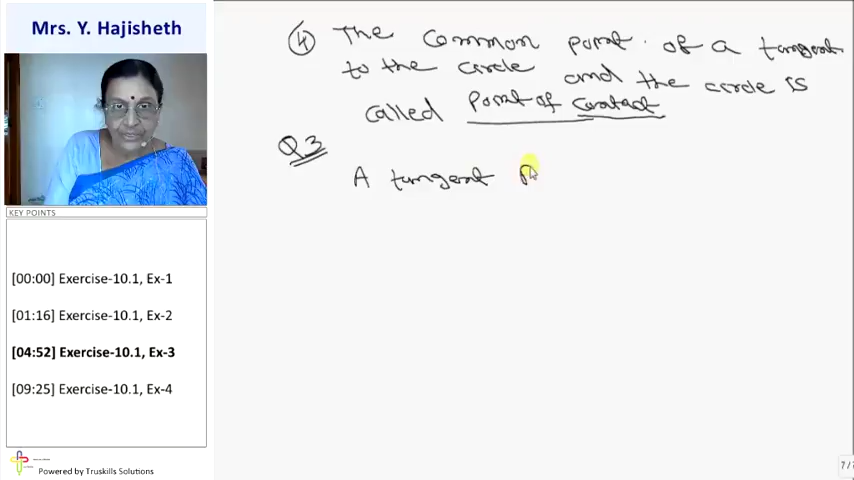 Mrs. Y. Hajisheth
KEY POINTS
[00:00] Exercise-10.1, Ex-1
[01:16] Exercise-10.1, Ex-2
[04:52] Exercise-10.1, Ex-3
[09:25] Exercise-10.1, Ex-4
Powered by Truskills Solutions
④ The common point of a tangent
to the circle and the circle is
called Point of Contact
Q3
A tangent P